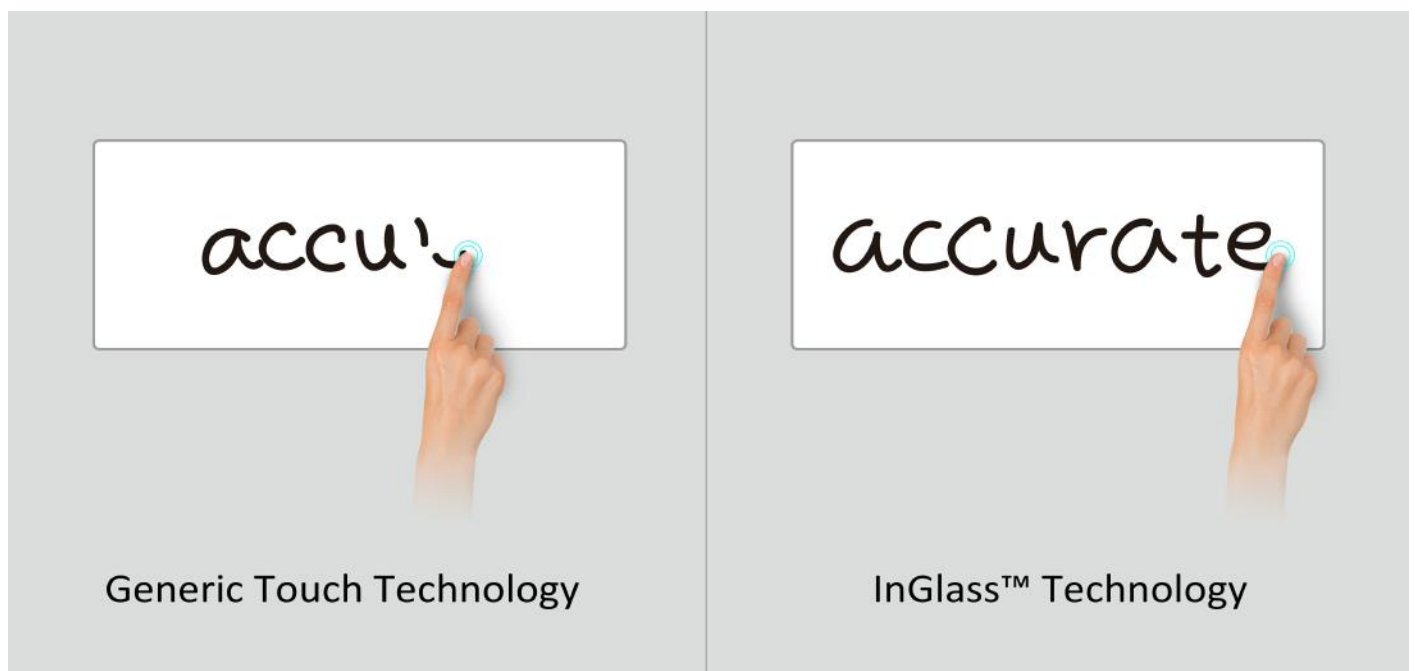 accu
accurate
Generic Touch Technology
InGlass™ Technology